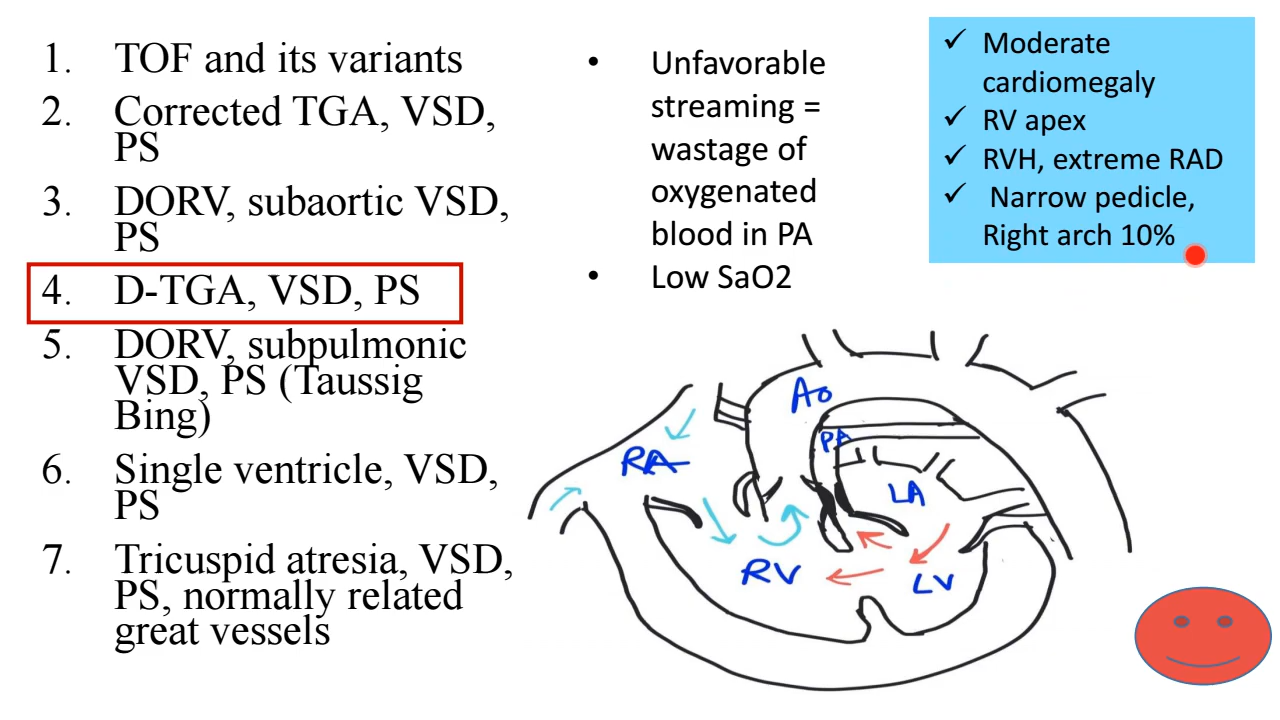 1. TOF and its variants
2. Corrected TGA, VSD,
PS
3. DORV, subaortic VSD,
PS
4. D-TGA, VSD, PS
5. DORV, subpulmonic
VSD, PS (Taussig
Bing)
6. Single ventricle, VSD,
PS
7. Tricuspid atresia, VSD,
PS, normally related
great vessels
• Unfavorable
streaming =
wastage of
oxygenated
blood in PA
• Low SaO2
✓ Moderate
cardiomegaly
✓ RV apex
✓ RVH, extreme RAD
✓ Narrow pedicle,
Right arch 10%
Ao
PA
RA
LA
RV
LV